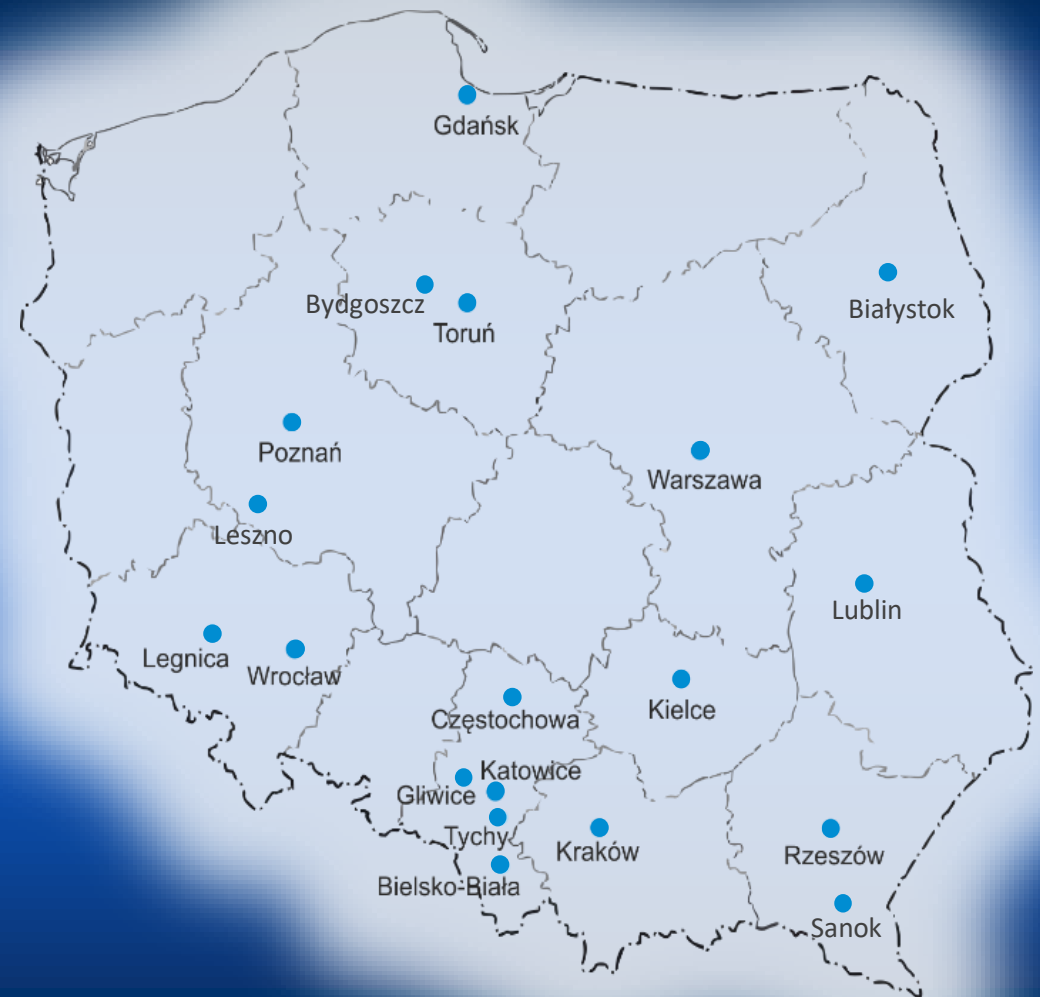 Gdańsk
Bydgoszcz
Białystok
Toruń
Poznań
Warszawa
Leszno
Lublin
Legnica
Wrocław
Kielce
Częstochowa
Katowice
Gliwice
Tychy
Kraków
Rzeszów
Bielsko-Biała
Sanok